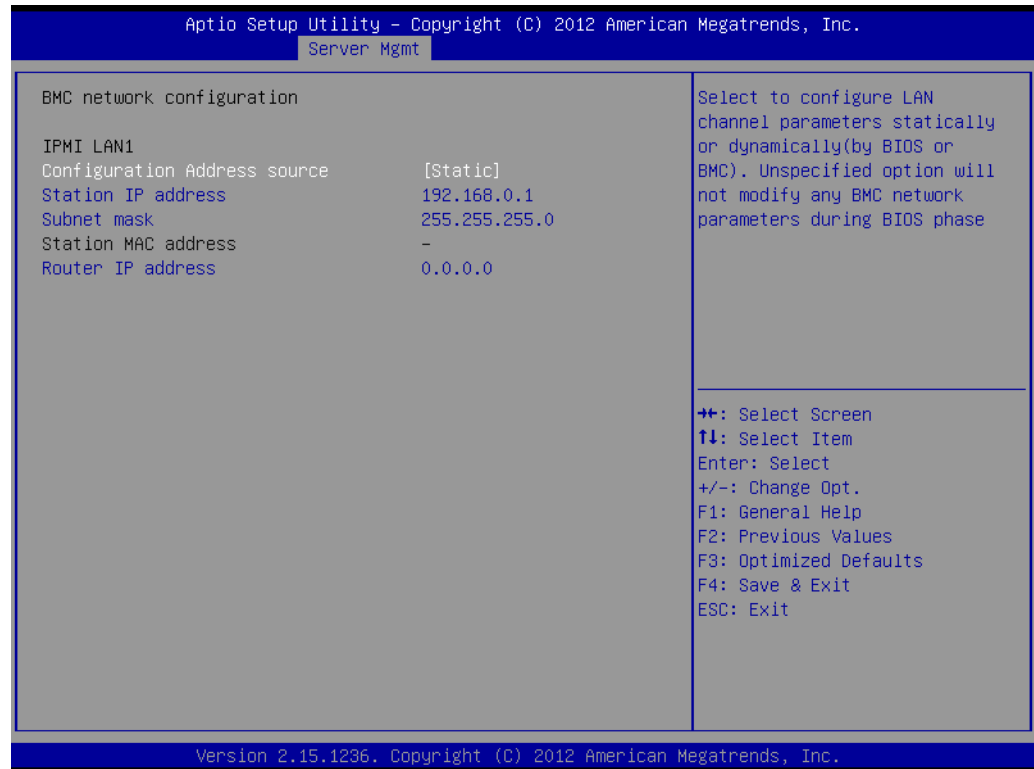 Aptio Setup Utility – Copyright (C) 2012 American Megatrends, Inc.
Server Mgmt
BMC network configuration
IPMI LAN1
Configuration Address source [Static]
Station IP address 192.168.0.1
Subnet mask 255.255.255.0
Station MAC address –
Router IP address 0.0.0.0
Select to configure LAN
channel parameters statically
or dynamically(by BIOS or
BMC). Unspecified option will
not modify any BMC network
parameters during BIOS phase
→←: Select Screen
↑↓: Select Item
Enter: Select
+/–: Change Opt.
F1: General Help
F2: Previous Values
F3: Optimized Defaults
F4: Save & Exit
ESC: Exit
Version 2.15.1236. Copyright (C) 2012 American Megatrends, Inc.